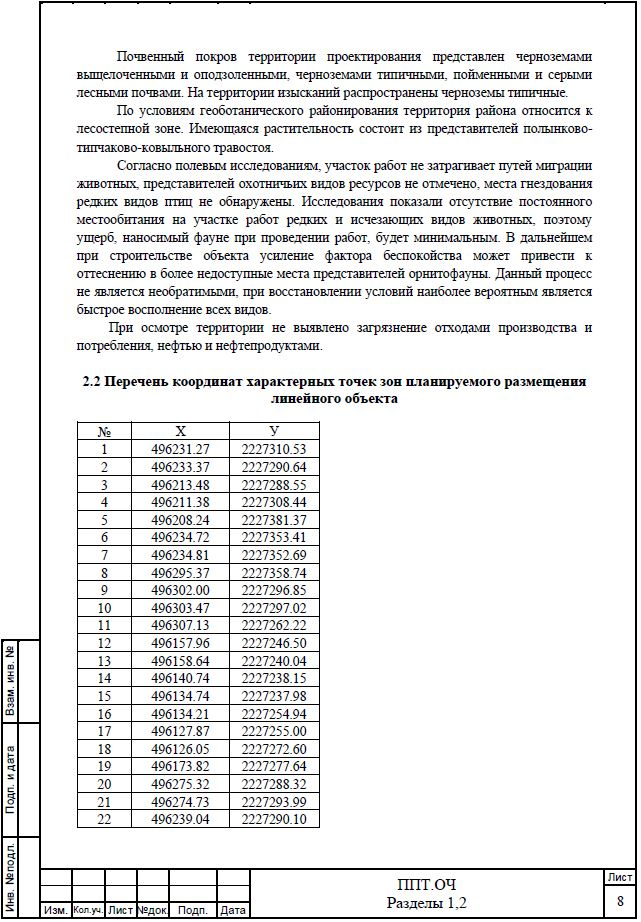 Почвенный покров территории проектирования представлен черноземами
выщелоченными и оподзоленными, черноземами типичными, пойменными и серыми
лесными почвами. На территории изысканий распространены черноземы типичные.
По условиям геоботанического районирования территория района относится к
лесостепной зоне. Имеющаяся растительность состоит из представителей полынково-
типчаково-ковыльного травостоя.
Согласно полевым исследованиям, участок работ не затрагивает путей миграции
животных, представителей охотничьих видов ресурсов не отмечено, места гнездования
редких видов птиц не обнаружены. Исследования показали отсутствие постоянного
местообитания на участке работ редких и исчезающих видов животных, поэтому
ущерб, наносимый фауне при проведении работ, будет минимальным. В дальнейшем
при строительстве объекта усиление фактора беспокойства может привести к
оттеснению в более недоступные места представителей орнитофауны. Данный процесс
не является необратимыми, при восстановлении условий наиболее вероятным является
быстрое восполнение всех видов.
При осмотре территории не выявлено загрязнение отходами производства и
потребления, нефтью и нефтепродуктами.
2.2 Перечень координат характерных точек зон планируемого размещения
линейного объекта
№ Х У
1 496231.27 2227310.53
2 496233.37 2227290.64
3 496213.48 2227288.55
4 496211.38 2227308.44
5 496208.24 2227381.37
6 496234.72 2227353.41
7 496234.81 2227352.69
8 496295.37 2227358.74
9 496302.00 2227296.85
10 496303.47 2227297.02
11 496307.13 2227262.22
12 496157.96 2227246.50
13 496158.64 2227240.04
14 496140.74 2227238.15
15 496134.74 2227237.98
16 496134.21 2227254.94
17 496127.87 2227255.00
18 496126.05 2227272.60
19 496173.82 2227277.64
20 496275.32 2227288.32
21 496274.73 2227293.99
22 496239.04 2227290.10
Взам. инв. №
Подп. и дата
Инв. №подл.
Изм. Кол.уч. Лист №док. Подп. Дата
ППТ.ОЧ
Разделы 1,2
Лист
8